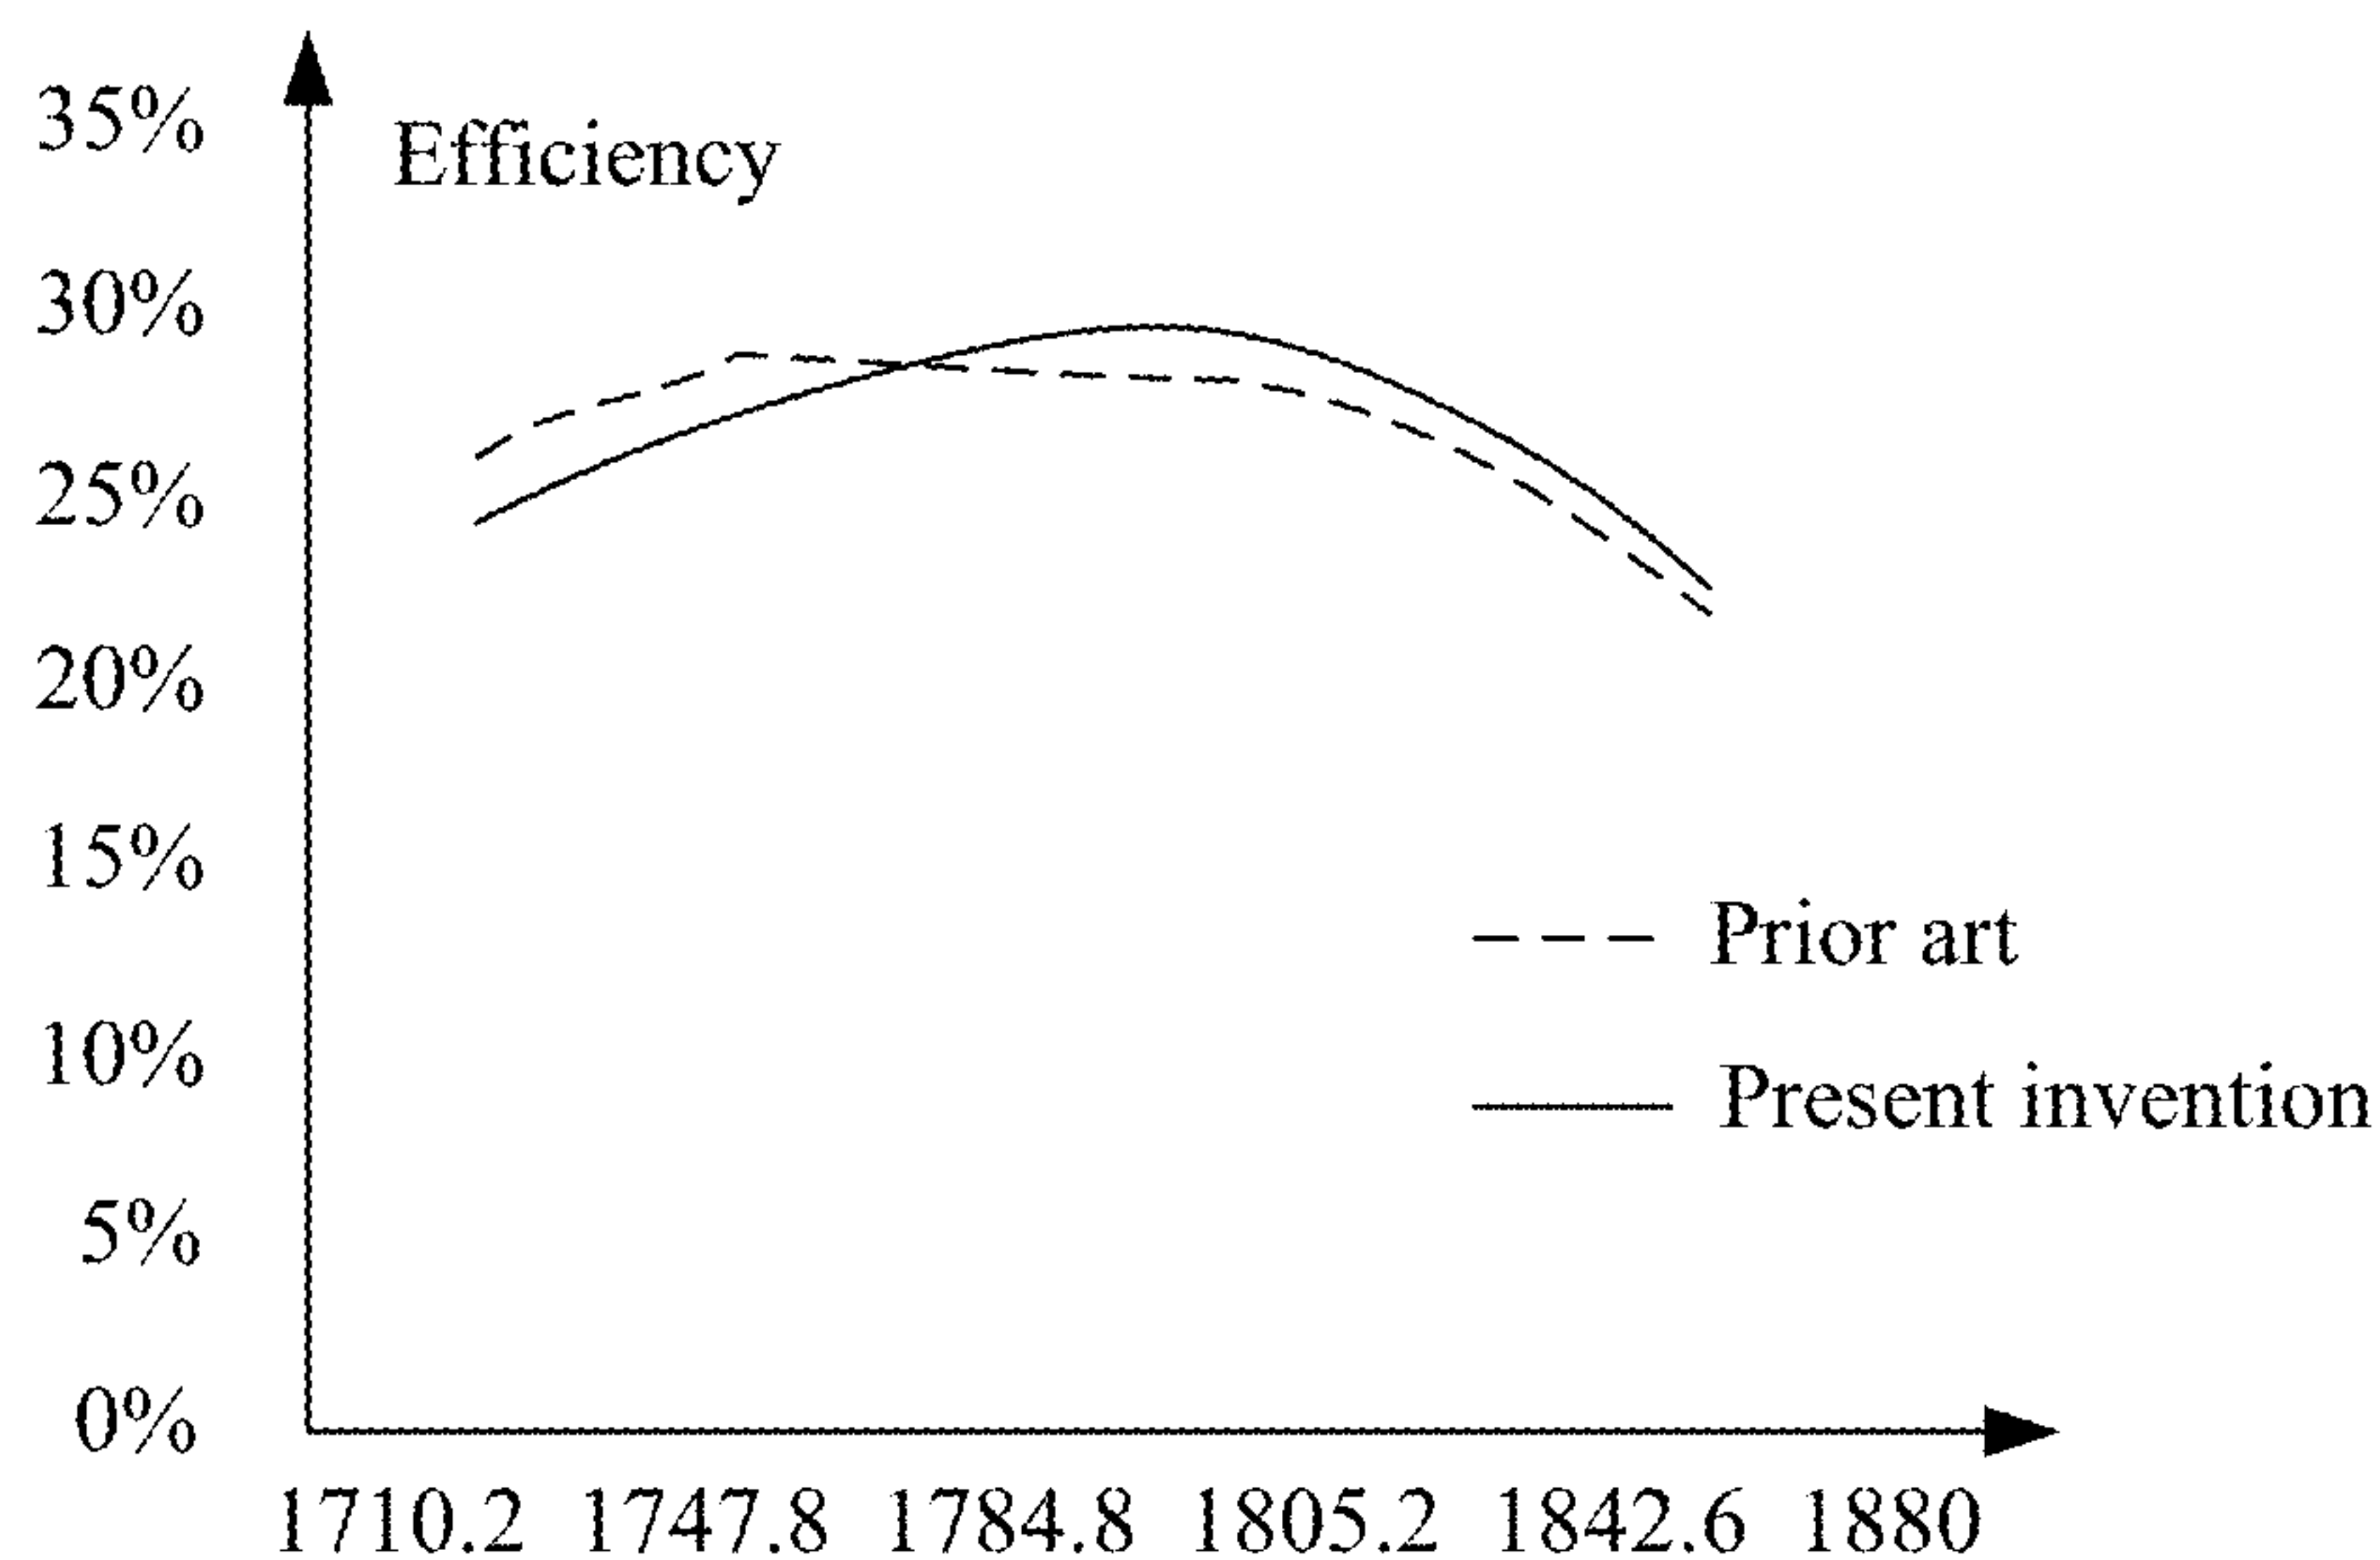 35%
Efficiency
30%
25%
20%
15%
Prior art
10%
Present invention
5%
0%
1710.2 1747.8 1784.8 1805.2 1842.6 1880